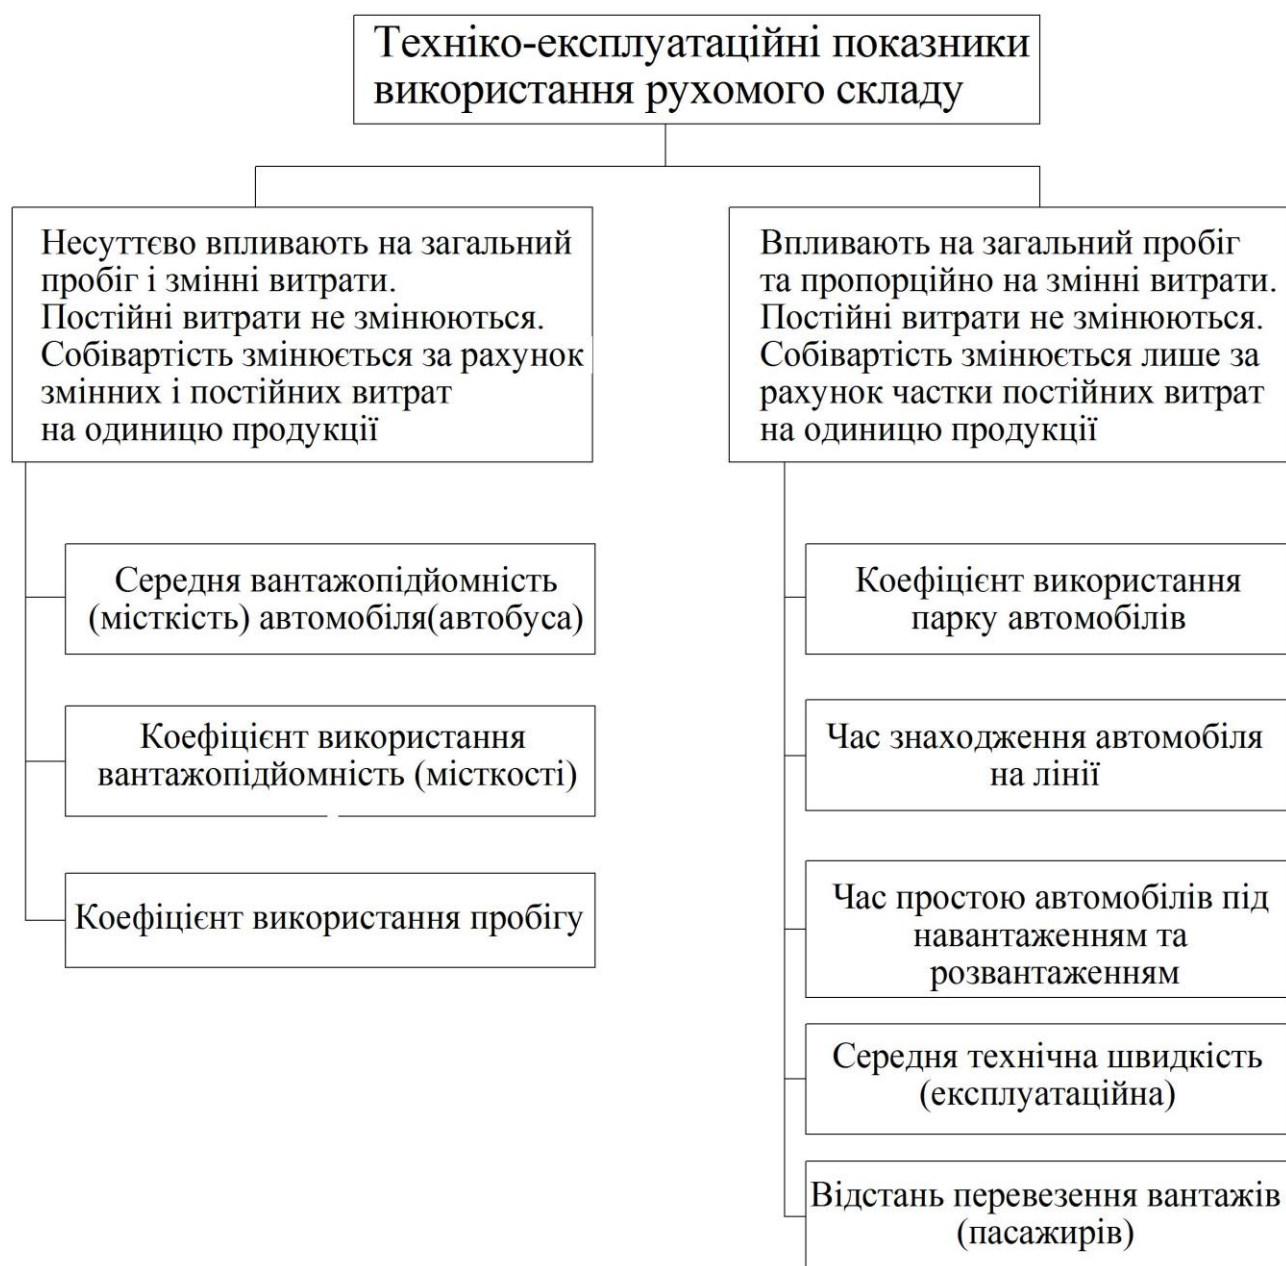 Техніко-експлуатаційні показники
використання рухомого складу
Несуттєво впливають на загальний
пробіг і змінні витрати.
Постійні витрати не змінюються.
Собівартість змінюється за рахунок
змінних і постійних витрат
на одиницю продукції
Середня вантажопідйомність
(місткість) автомобіля(автобуса)
Коефіцієнт використання
вантажопідйомність (місткості)
Коефіцієнт використання пробігу
Впливають на загальний пробіг
та пропорційно на змінні витрати.
Постійні витрати не змінюються.
Собівартість змінюється лише за
рахунок частки постійних витрат
на одиницю продукції
Коефіцієнт використання
парку автомобілів
Час знаходження автомобіля
на лінії
Час простою автомобілів під
навантаженням та
розвантаженням
Середня технічна швидкість
(експлуатаційна)
Відстань перевезення вантажів
(пасажирів)